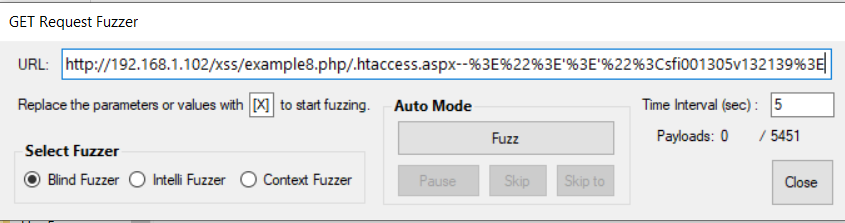 GET Request Fuzzer
URL: http://192.168.1.102/xss/example8.php/.htaccess.aspx--%3E%22%3E'%3E'%22%3Csfi001305v132139%3E
Replace the parameters or values with [X] to start fuzzing.
Auto Mode
Time Interval (sec) : 5
Fuzz
Payloads: 0 / 5451
Select Fuzzer
Blind Fuzzer Intelli Fuzzer Context Fuzzer
Pause Skip Skip to
Close